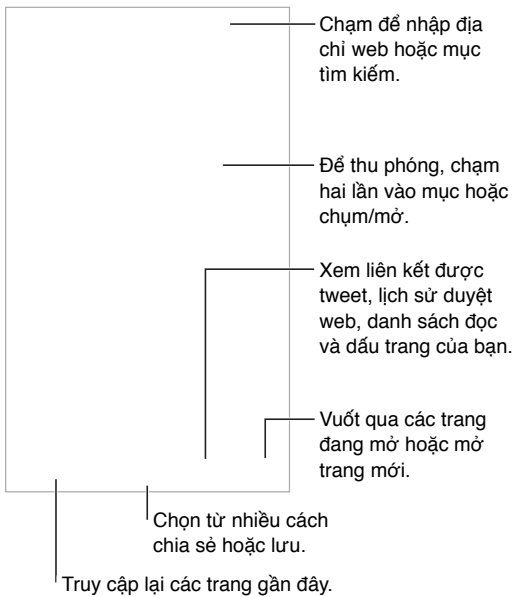 Chạm để nhập địa
chỉ web hoặc mục
tìm kiếm.
Để thu phóng, chạm
hai lần vào mục hoặc
chụm/mở.
Xem liên kết được
tweet, lịch sử duyệt
web, danh sách đọc
và dấu trang của bạn.
Vuốt qua các trang
đang mở hoặc mở
trang mới.
Chọn từ nhiều cách
chia sẻ hoặc lưu.
Truy cập lại các trang gần đây.